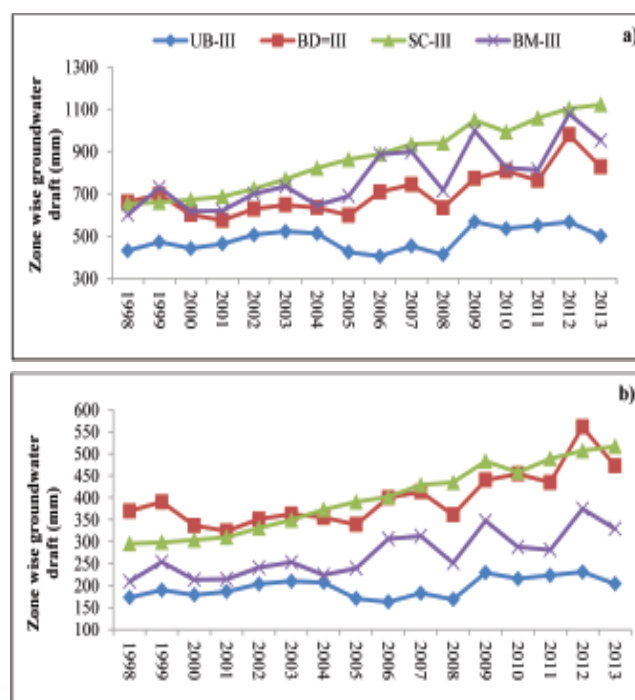 UB-III BD=III SC-III BM-III
a)
Zone wise groundwater
draft (mm)
1300
1100
900
700
500
300
1998 1999 2000 2001 2002 2003 2004 2005 2006 2007 2008 2009 2010 2011 2012 2013
b)
Zone wise groundwater
draft (mm)
600
550
500
450
400
350
300
250
200
150
100
1998 1999 2000 2001 2002 2003 2004 2005 2006 2007 2008 2009 2010 2011 2012 2013